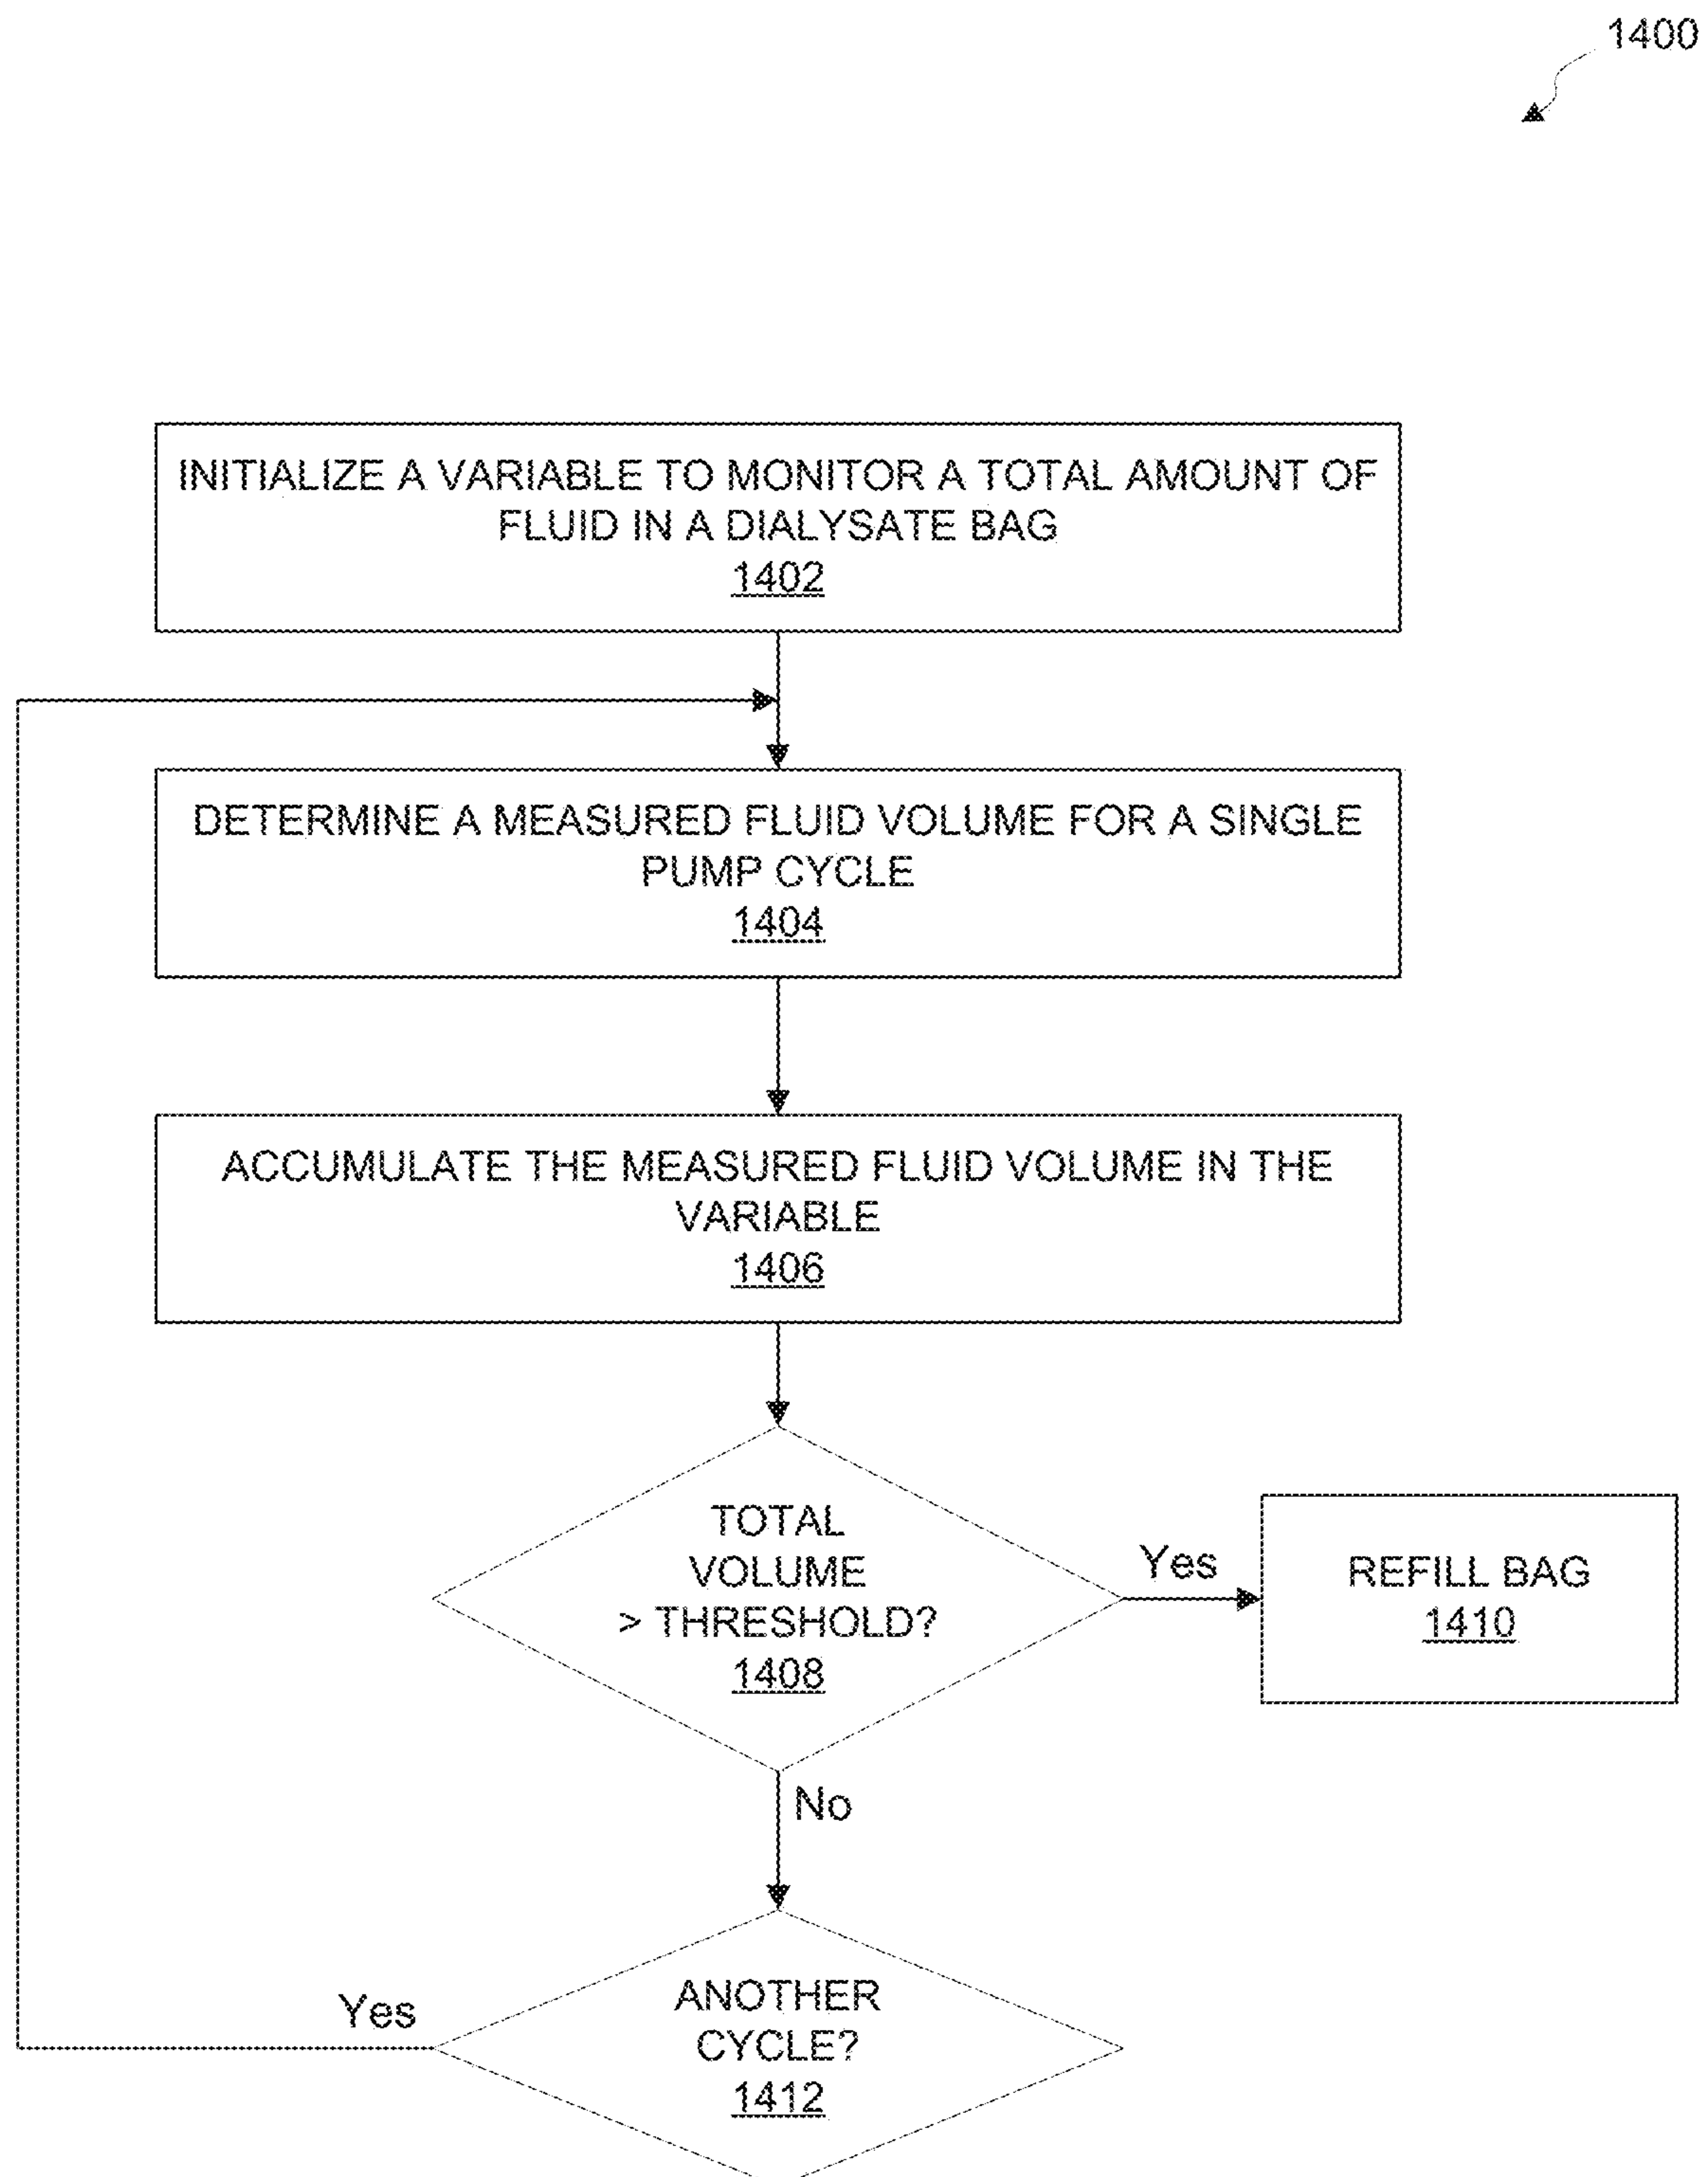 1400
INITIALIZE A VARIABLE TO MONITOR A TOTAL AMOUNT OF
FLUID IN A DIALYSATE BAG
1402
DETERMINE A MEASURED FLUID VOLUME FOR A SINGLE
PUMP CYCLE
1404
ACCUMULATE THE MEASURED FLUID VOLUME IN THE
VARIABLE
1406
TOTAL
VOLUME
> THRESHOLD?
1408
Yes
REFILL BAG
1410
No
ANOTHER
CYCLE?
1412
Yes